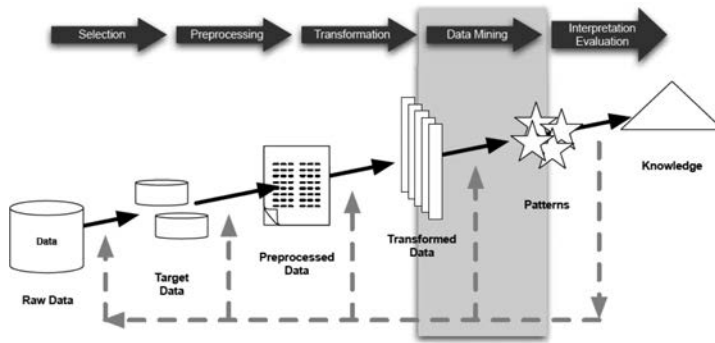 Selection
Preprocessing
Transformation
Data Mining
Interpretation
Evaluation
Data
Raw Data
Target
Data
Preprocessed
Data
Transformed
Data
Patterns
Knowledge